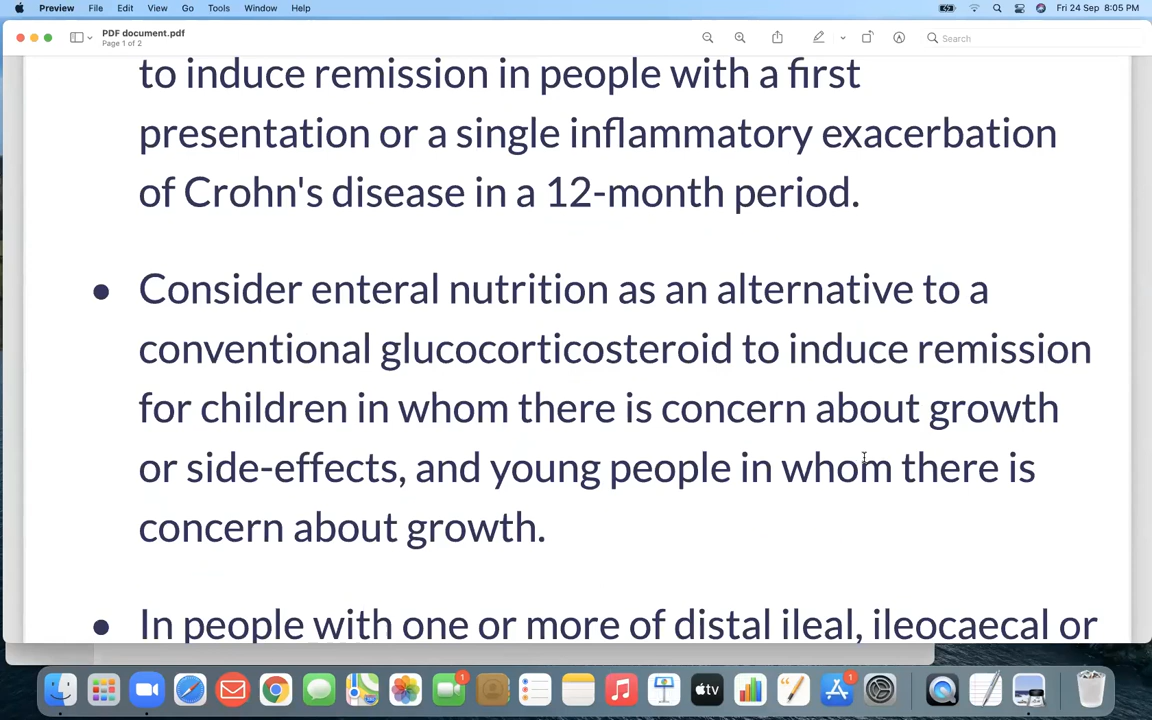 Preview File Edit View Go Tools Window Help Fri 24 Sep 8:05 PM
PDF document.pdf
Page 1 of 2
Search
to induce remission in people with a first
presentation or a single inflammatory exacerbation
of Crohn's disease in a 12-month period.
● Consider enteral nutrition as an alternative to a
conventional glucocorticosteroid to induce remission
for children in whom there is concern about growth
or side-effects, and young people in whom there is
concern about growth.
● In people with one or more of distal ileal, ileocaecal or
1
tv
1